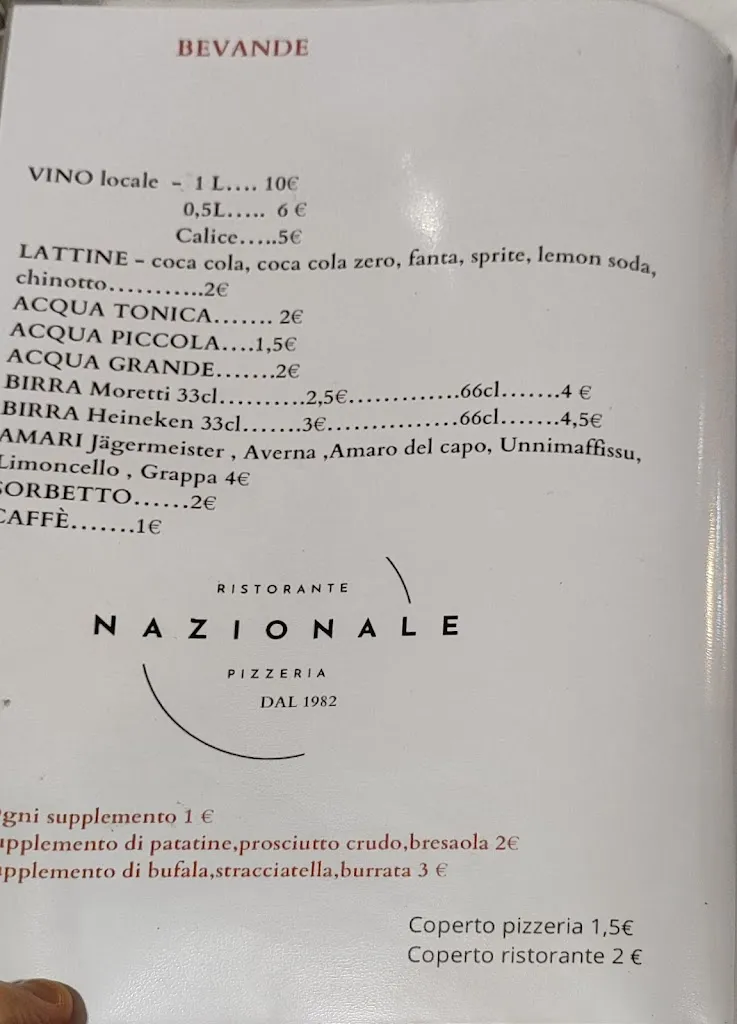 BEVANDE
VINO locale - 1 L.... 10€
0,5L..... 6 €
Calice.....5€
LATTINE - coca cola, coca cola zero, fanta, sprite, lemon soda,
chinotto...........2€
ACQUA TONICA....... 2€
ACQUA PICCOLA....1,5€
ACQUA GRANDE.......2€
BIRRA Moretti 33cl..........2,5€.............66cl.......4 €
BIRRA Heineken 33cl.......3€...............66cl.......4,5€
AMARI Jägermeister , Averna ,Amaro del capo, Unnimaffissu,
Limoncello , Grappa 4€
SORBETTO......2€
CAFFÈ.......1€
RISTORANTE
NAZIONALE
PIZZERIA
DAL 1982
gni supplemento 1 €
upplemento di patatine,prosciutto crudo,bresaola 2€
upplemento di bufala,stracciatella,burrata 3 €
Coperto pizzeria 1,5€
Coperto ristorante 2 €